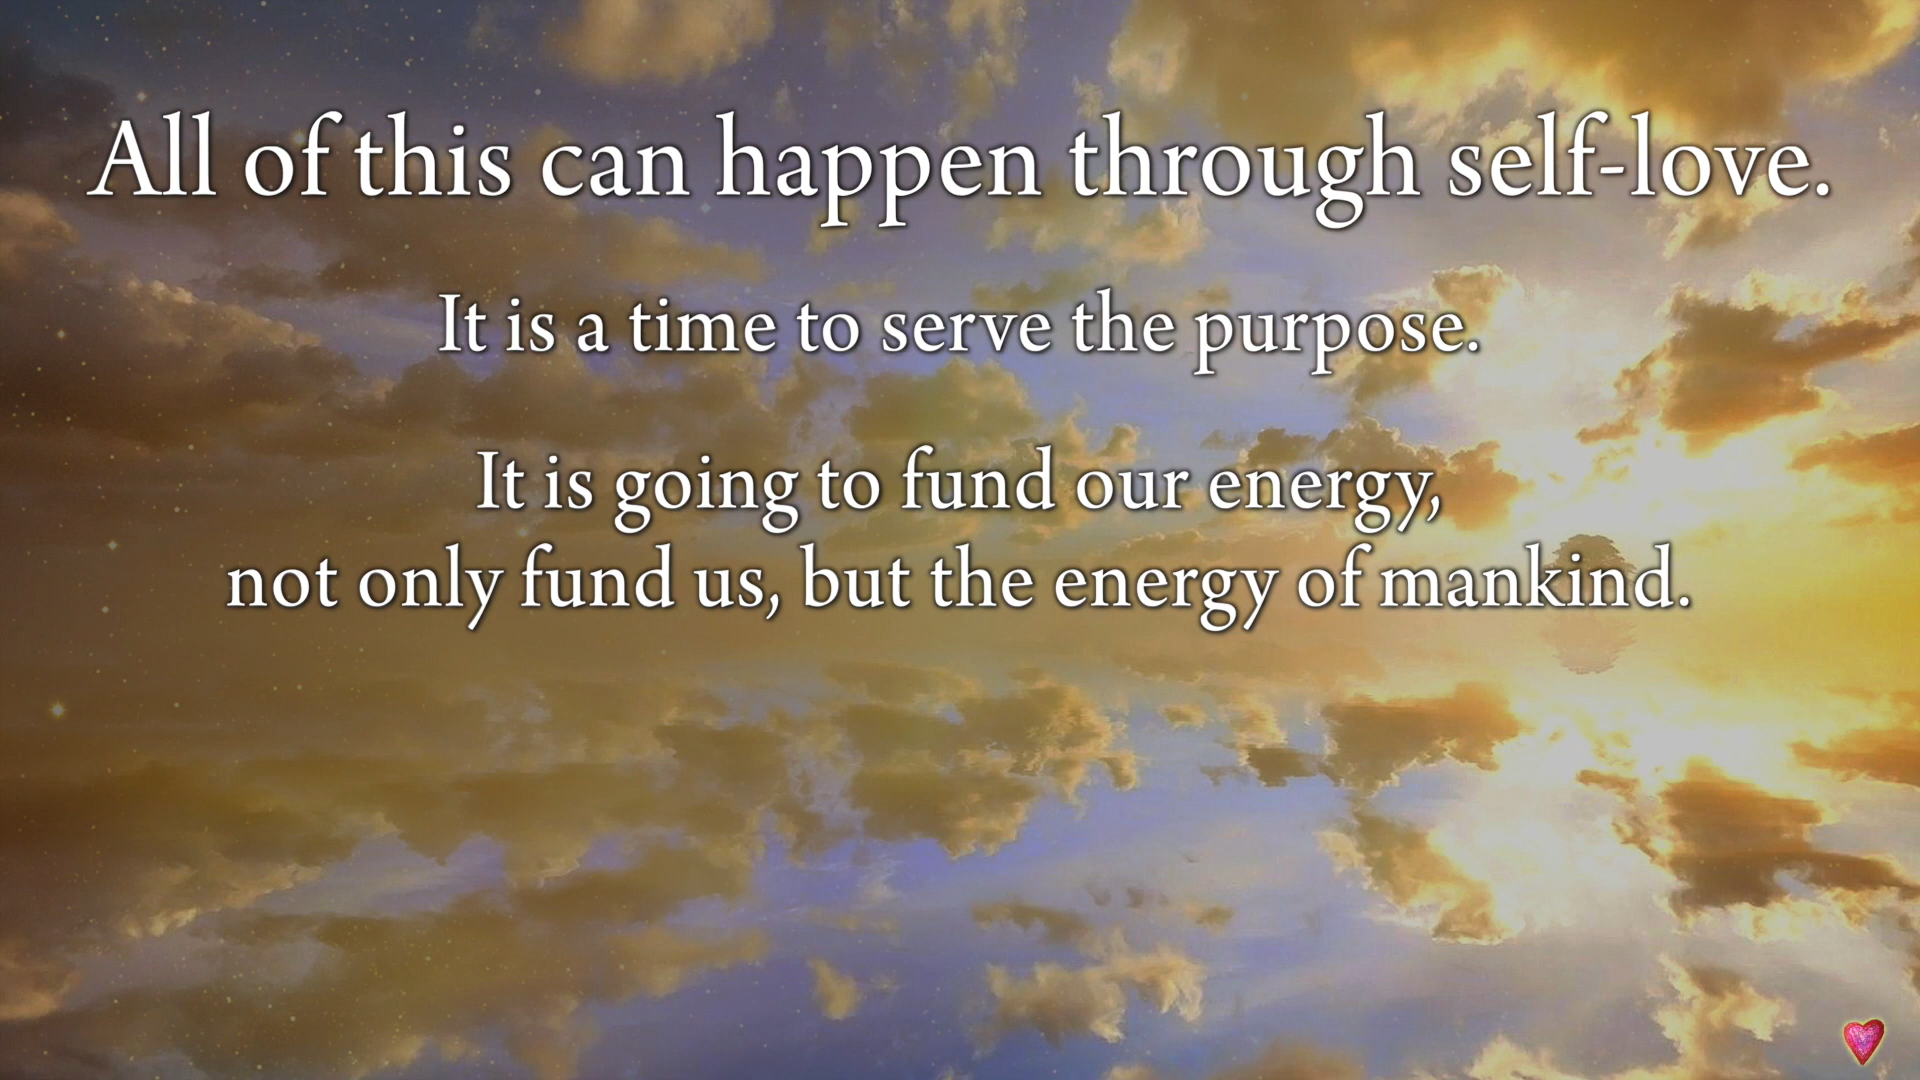 All of this can happen through self-love.
It is a time to serve the purpose.
It is going to fund our energy,
not only fund us, but the energy of mankind.